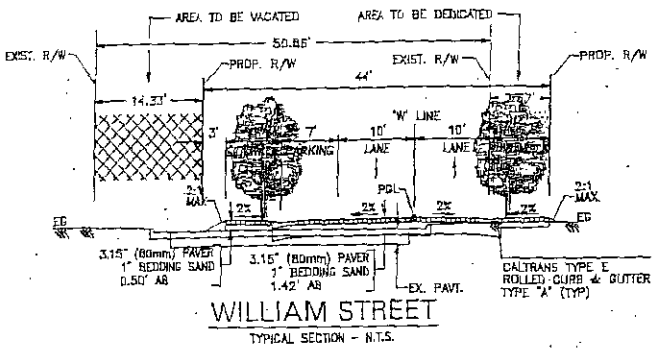 AREA TO BE VACATED
AREA TO BE DEDICATED
50.86'
EXIST. R/W
PROP. R/W
EXIST. R/W
PROP. R/W
44'
14.33'
7'
"W" LINE
3'
7'
10'
10'
PARKING
LANE
LANE
2:1
MAX.
2%
PGL
2%
2%
2%
2:1
MAX.
EG
EG
3.15" (80mm) PAVER
1" BEDDING SAND
0.50' AB
3.15" (80mm) PAVER
1" BEDDING SAND
1.42' AB
EX. PAVT.
CALTRANS TYPE E
ROLLED CURB & GUTTER
TYPE "A" (TYP)
WILLIAM STREET
TYPICAL SECTION - N.T.S.